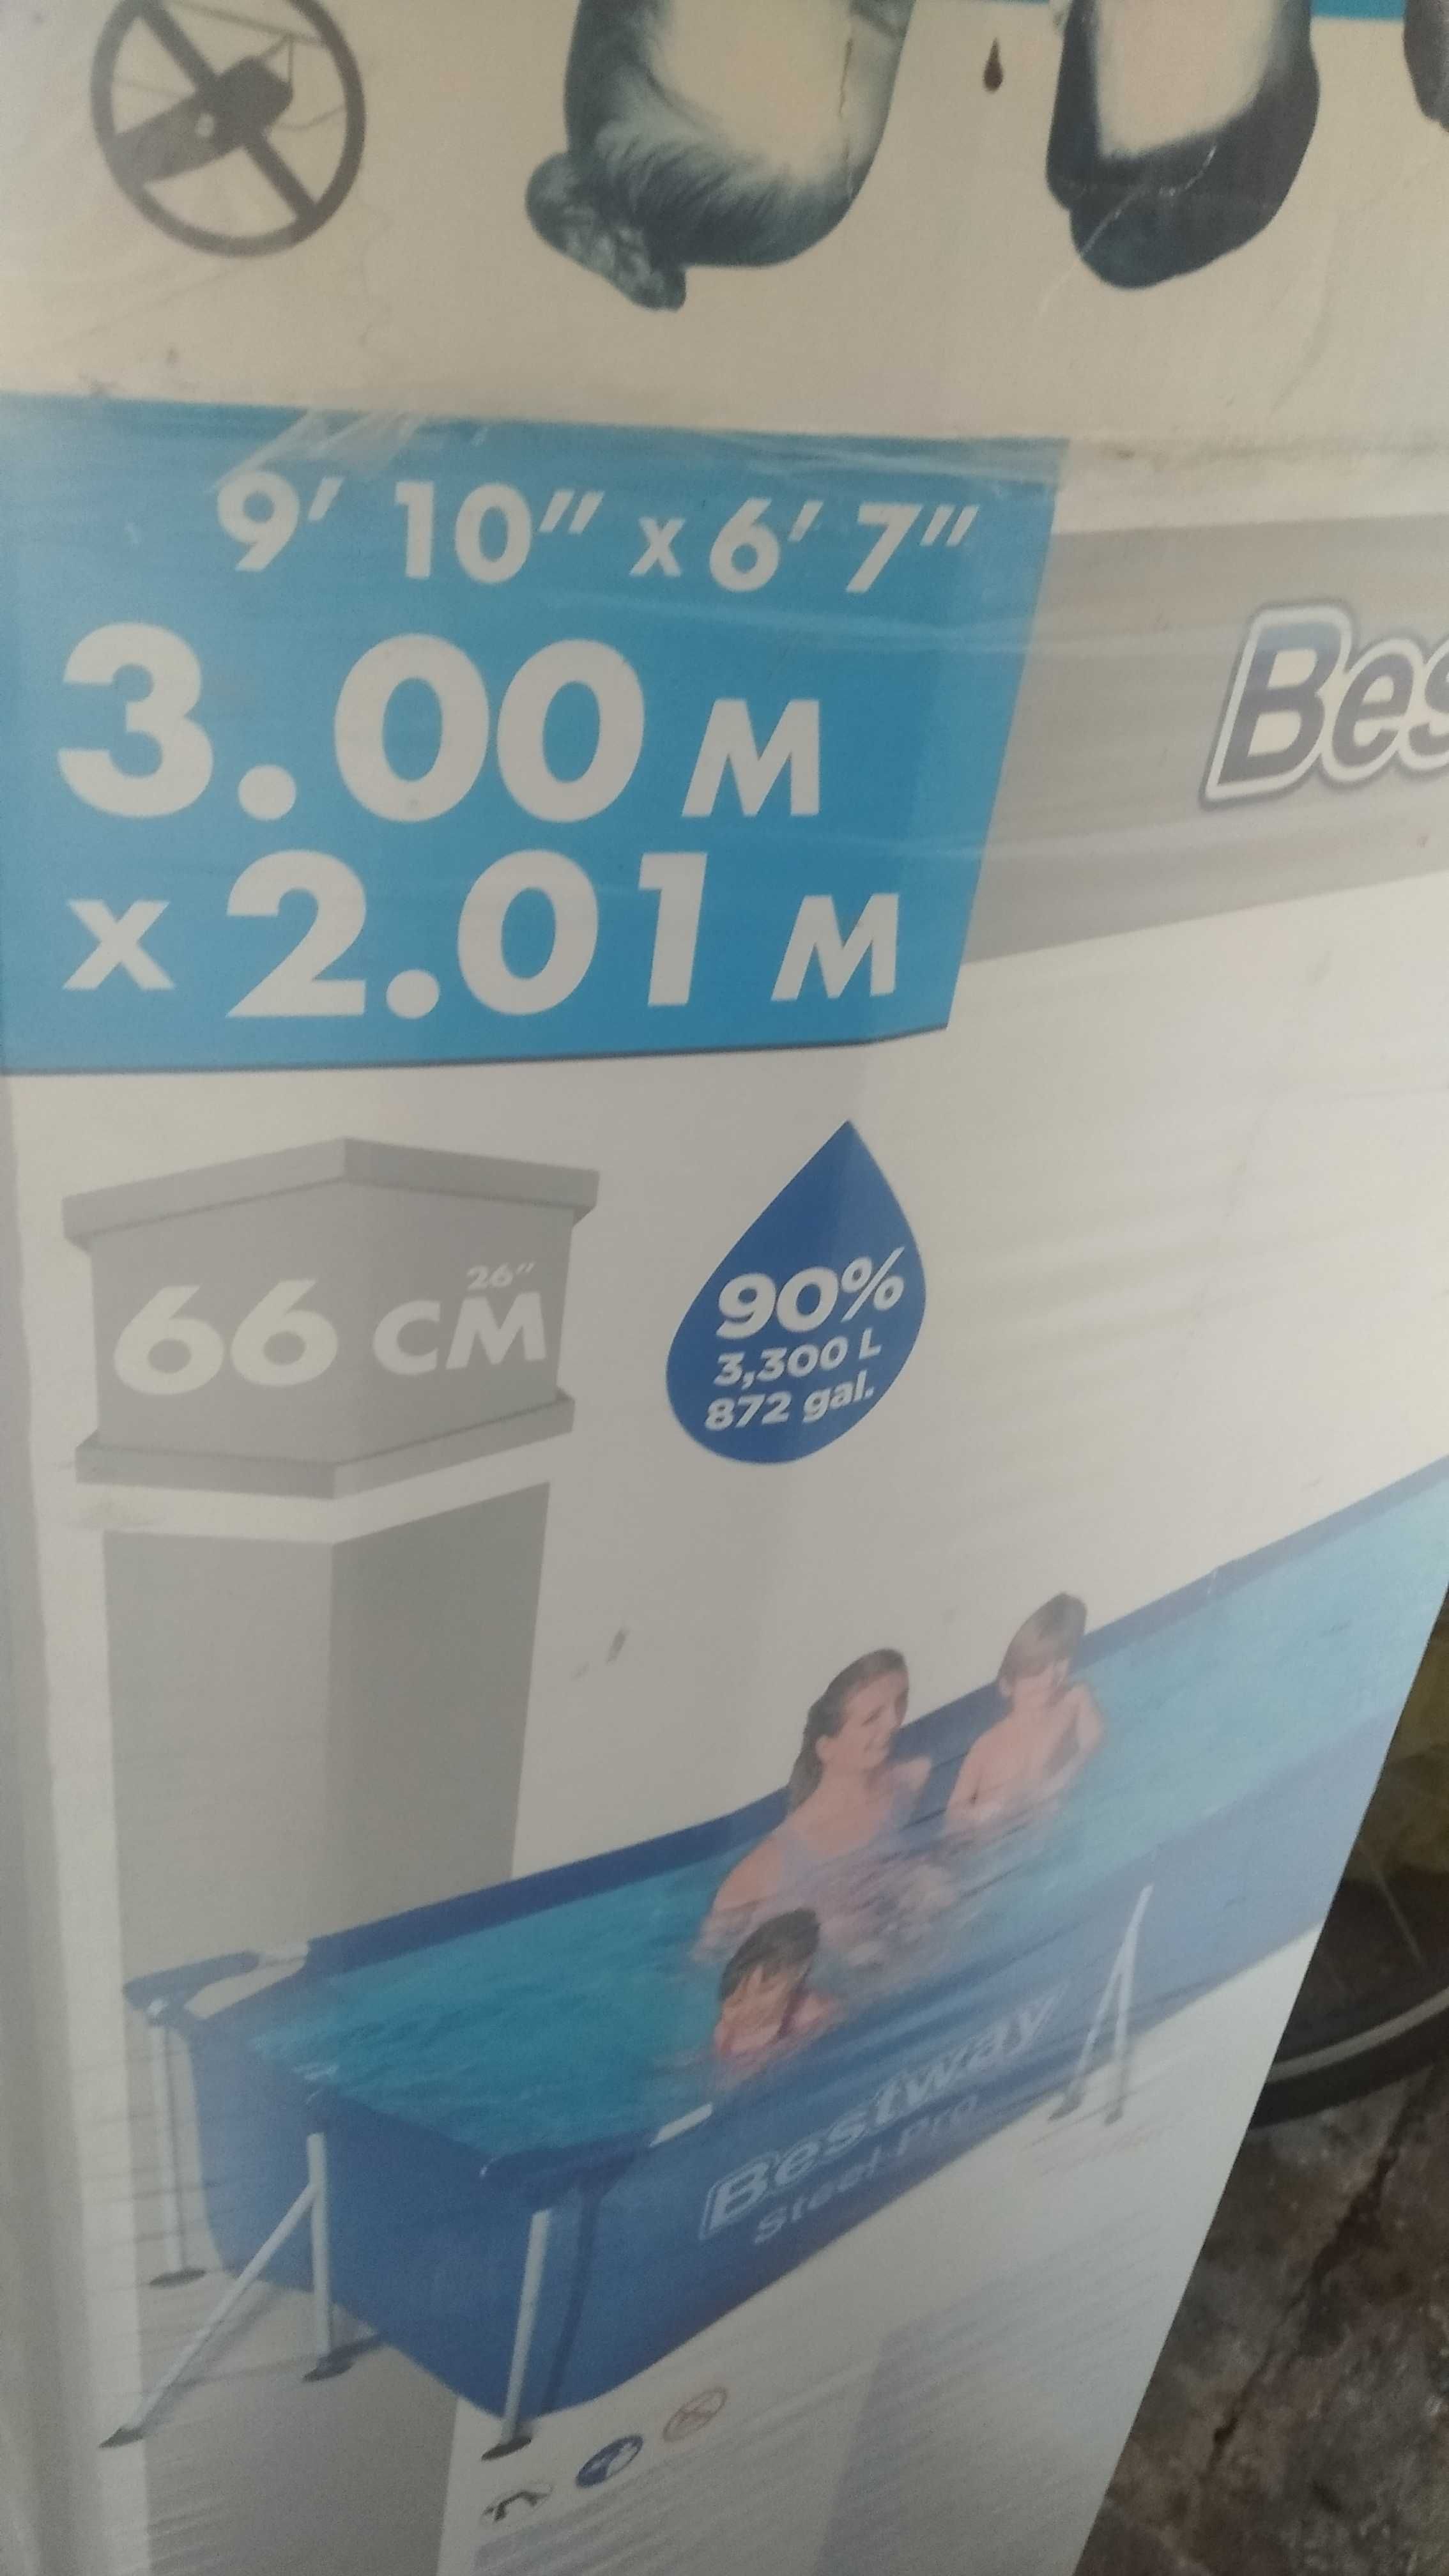 9' 10" x 6' 7"
3.00 M
x 2.01 M
Bes
66 CM
26"
90%
3,300 L
872 gal.
Bestway
Steel Pro